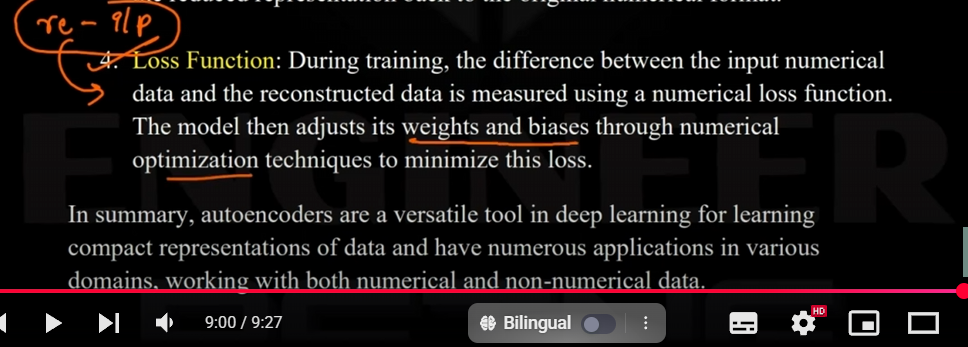 the reduced representation back to the original numerical format.
re - i/p
4. Loss Function: During training, the difference between the input numerical
data and the reconstructed data is measured using a numerical loss function.
The model then adjusts its weights and biases through numerical
optimization techniques to minimize this loss.
In summary, autoencoders are a versatile tool in deep learning for learning
compact representations of data and have numerous applications in various
domains, working with both numerical and non-numerical data.
ENGINEER
9:00 / 9:27
Bilingual
HD